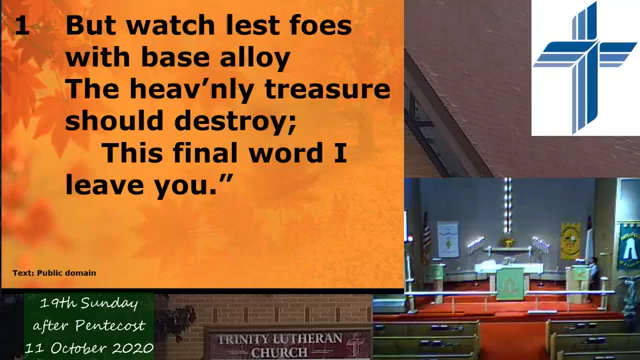 1 But watch lest foes
with base alloy
The heav’nly treasure
should destroy;
This final word I
leave you.”
Text: Public domain
19th Sunday
after Pentecost
11 October 2020
TRINITY LUTHERAN
CHURCH